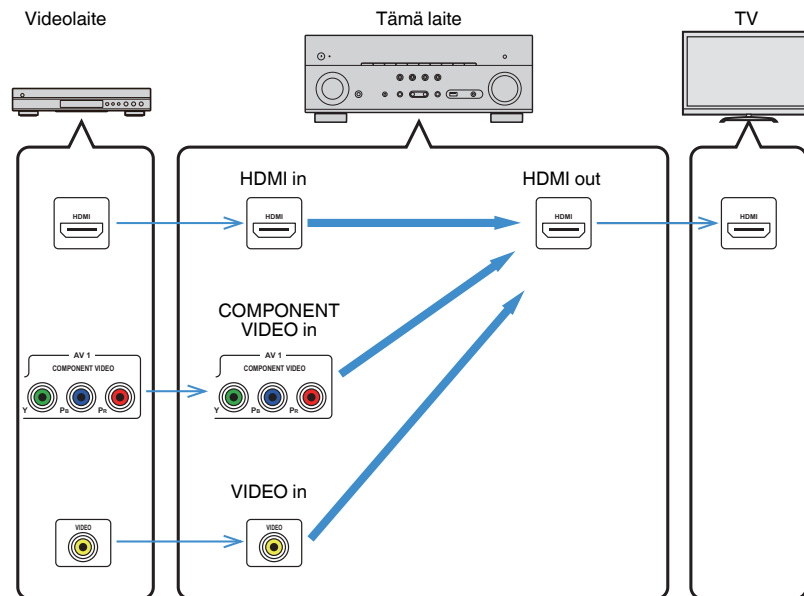 Videolaite
Tämä laite
TV
HDMI in
HDMI out
HDMI
HDMI
HDMI
HDMI
COMPONENT
VIDEO in
AV 1
COMPONENT VIDEO
Y PB PR
AV 1
COMPONENT VIDEO
Y PB PR
VIDEO in
VIDEO
VIDEO